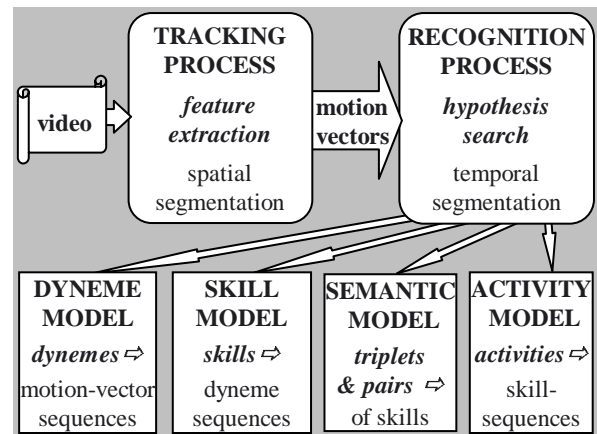 video
TRACKING
PROCESS
feature
extraction
spatial
segmentation
motion
vectors
RECOGNITION
PROCESS
hypothesis
search
temporal
segmentation
DYNEME
MODEL
dynemes ⇨
motion-vector
sequences
SKILL
MODEL
skills ⇨
dyneme
sequences
SEMANTIC
MODEL
triplets
& pairs ⇨
of skills
ACTIVITY
MODEL
activities ⇨
skill-
sequences